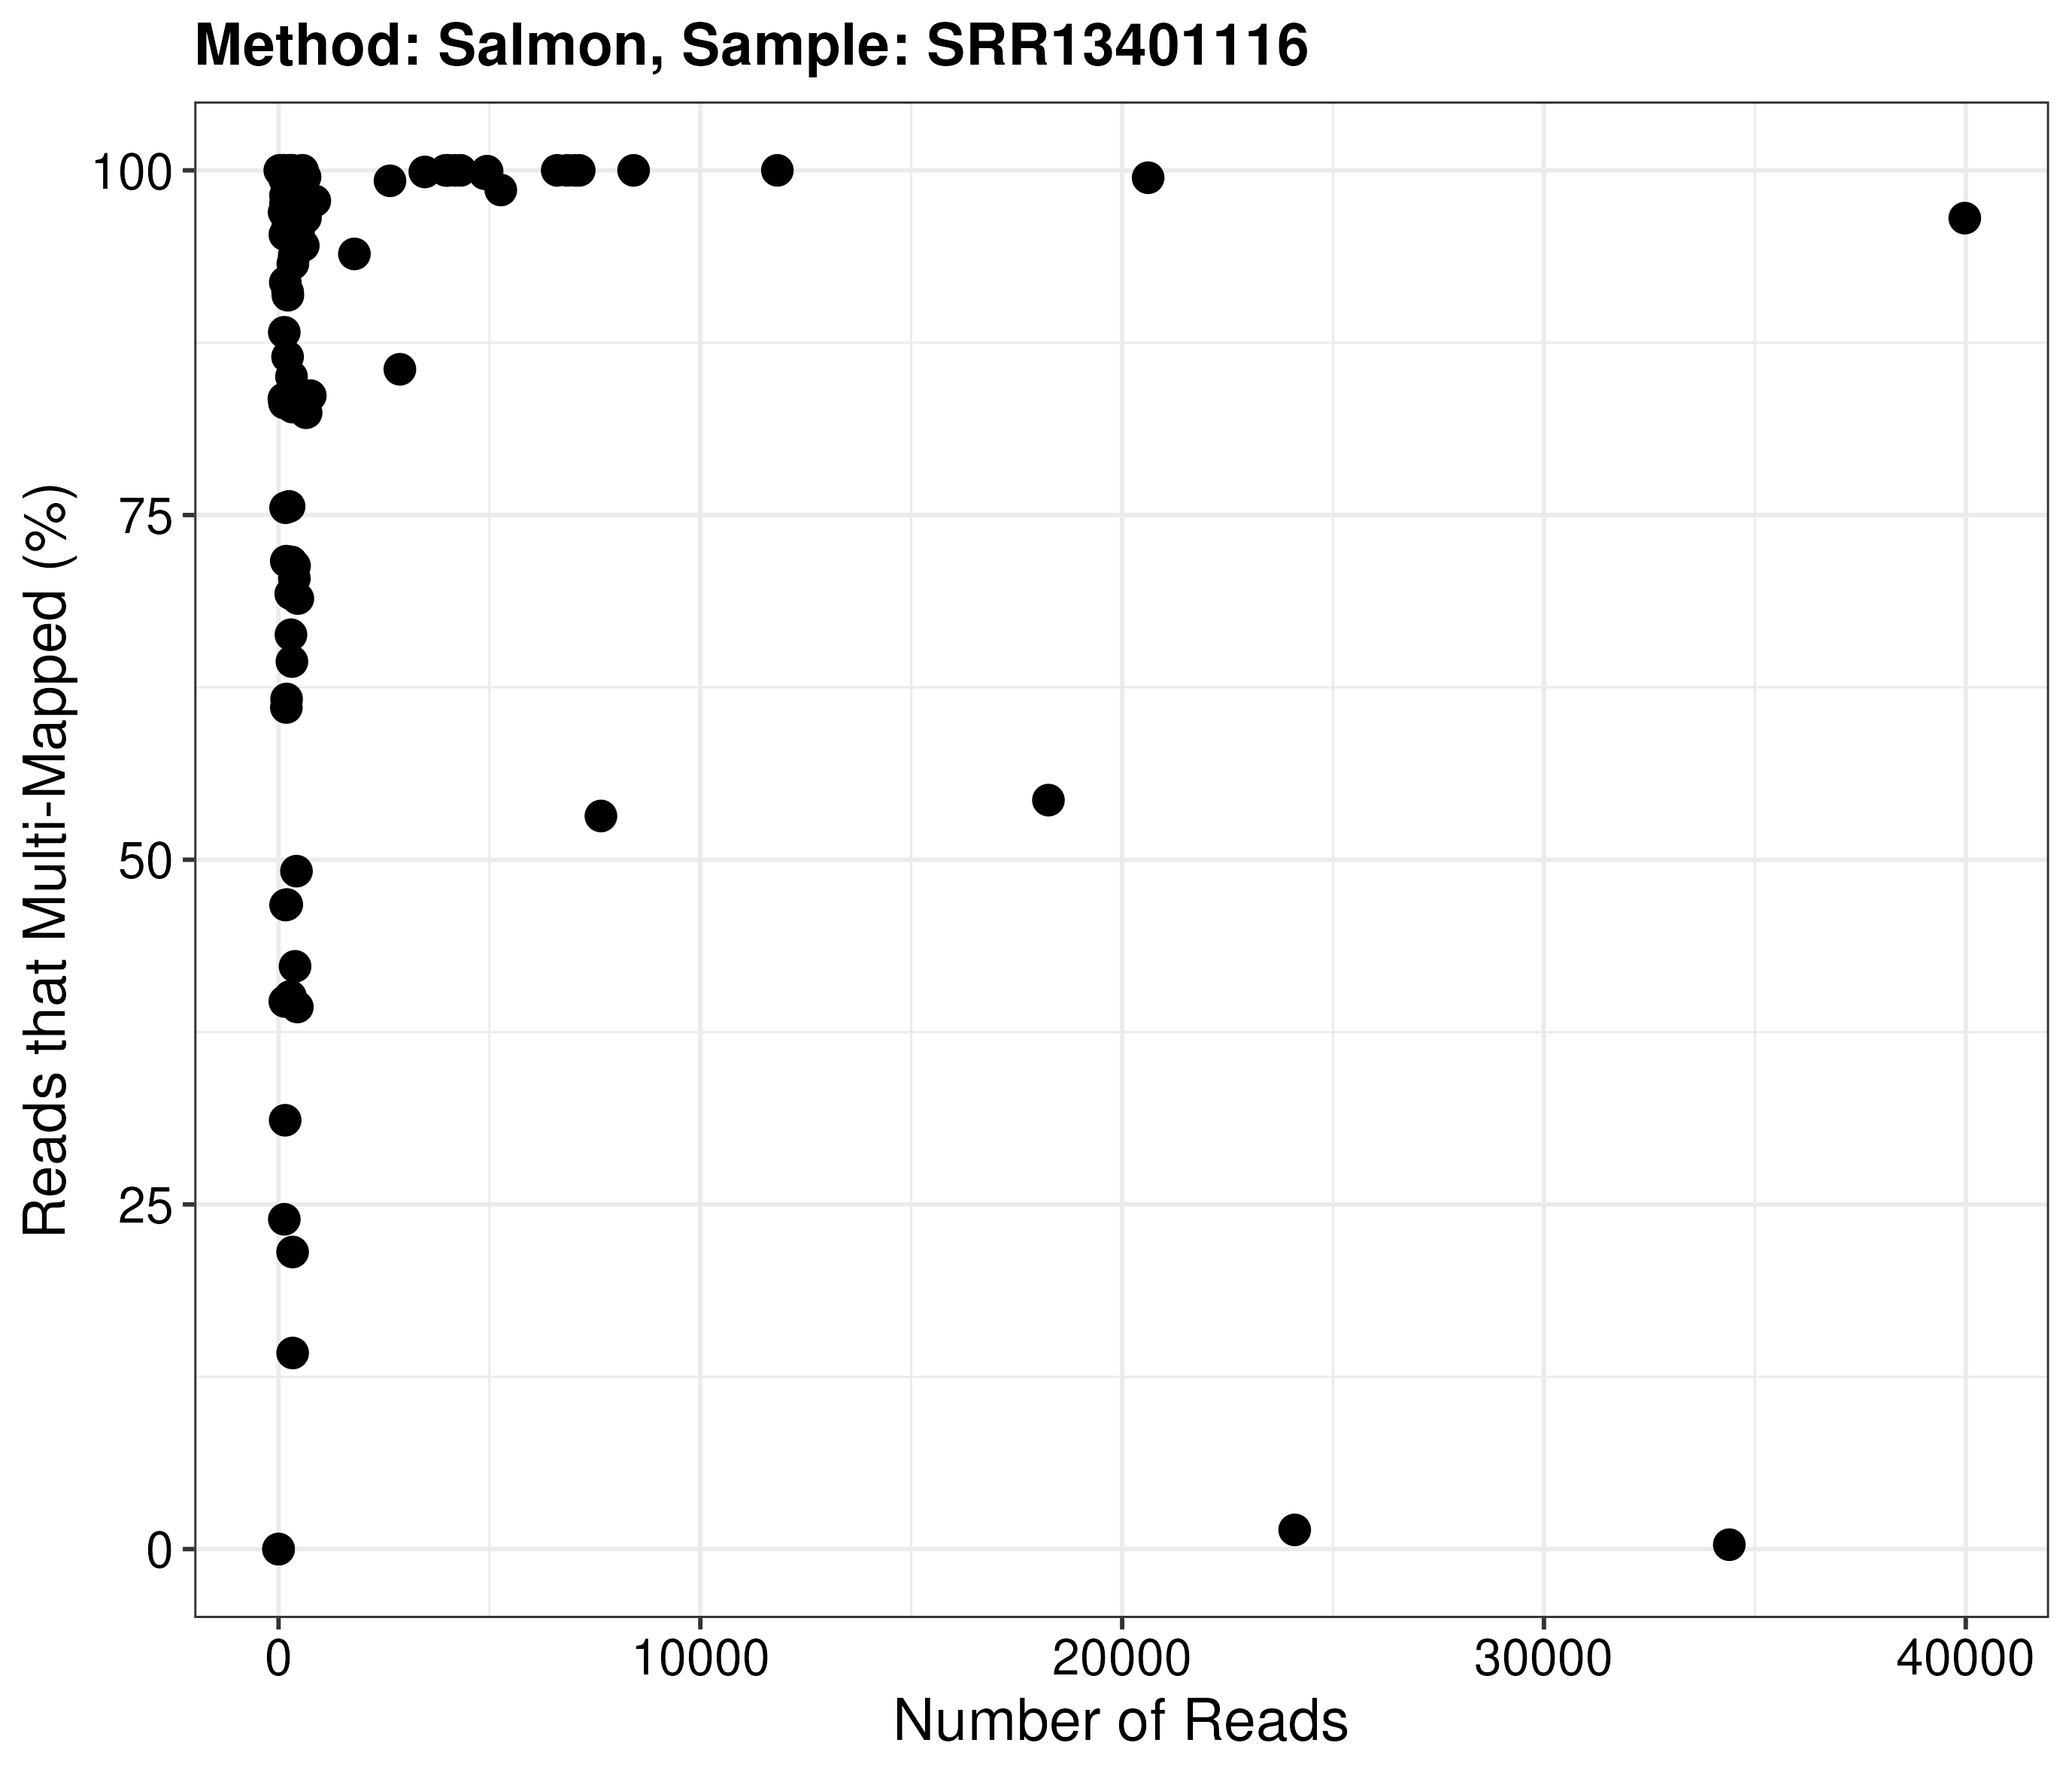 Method: Salmon, Sample: SRR13401116
Reads that Multi-Mapped (%)
100
75
50
25
0
0 10000 20000 30000 40000
Number of Reads